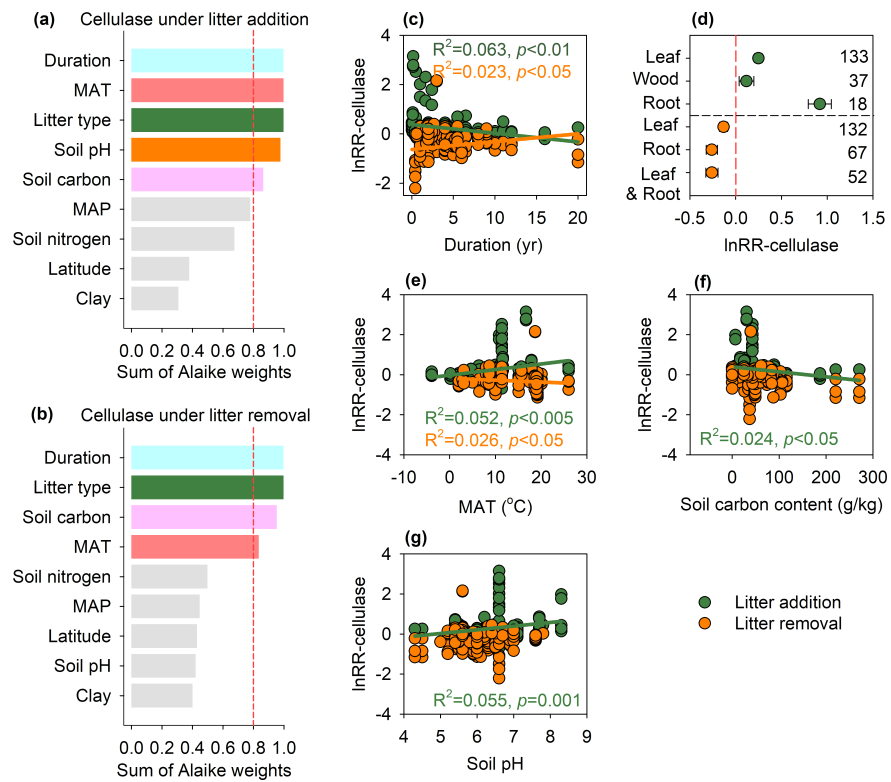 (a) Cellulase under litter addition
Duration
MAT
Litter type
Soil pH
Soil carbon
MAP
Soil nitrogen
Latitude
Clay
0.0 0.2 0.4 0.6 0.8 1.0
Sum of Alaike weights
(b) Cellulase under litter removal
Duration
Litter type
Soil carbon
MAT
Soil nitrogen
MAP
Latitude
Soil pH
Clay
0.0 0.2 0.4 0.6 0.8 1.0
Sum of Alaike weights
(c)
R²=0.063, p<0.01
R²=0.023, p<0.05
lnRR-cellulase
4
2
0
-2
0 5 10 15 20
Duration (yr)
(d)
Leaf 133
Wood 37
Root 18
Leaf 132
Root 67
Leaf 52
& Root
-0.5 0.0 0.5 1.0 1.5
lnRR-cellulase
(e)
lnRR-cellulase
4
2
0
-2
-4
R²=0.052, p<0.005
R²=0.026, p<0.05
-10 0 10 20 30
MAT (°C)
(f)
lnRR-cellulase
4
2
0
-2
-4
R²=0.024, p<0.05
0 100 200 300
Soil carbon content (g/kg)
(g)
lnRR-cellulase
4
2
0
-2
-4
R²=0.055, p=0.001
4 5 6 7 8 9
Soil pH
Litter addition
Litter removal